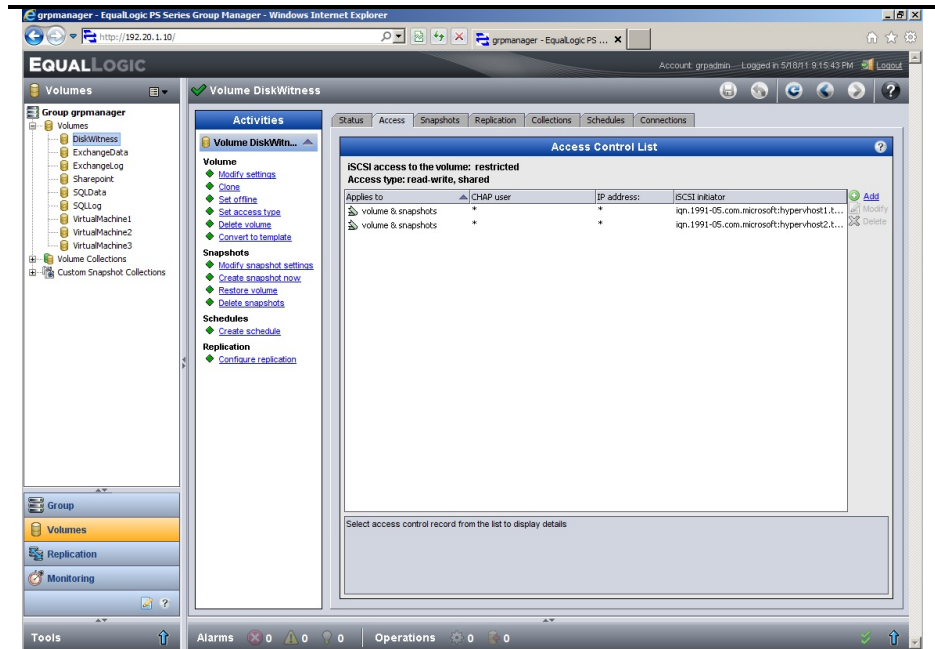 grpmanager - EqualLogic PS Series Group Manager - Windows Internet Explorer
http://192.20.1.10/
grpmanager - EqualLogic PS ...
EQUALLOGIC
Account: grpadmin Logged in 5/18/11 9:15:43 PM Logout
Volumes
Group grpmanager
Volumes
DiskWitness
ExchangeData
ExchangeLog
Sharepoint
SQLData
SQLLog
VirtualMachine1
VirtualMachine2
VirtualMachine3
Volume Collections
Custom Snapshot Collections
Group
Volumes
Replication
Monitoring
Tools
Volume DiskWitness
Activities
Volume DiskWitn...
Volume
Modify settings
Clone
Set offline
Set access type
Delete volume
Convert to template
Snapshots
Modify snapshot settings
Create snapshot now
Restore volume
Delete snapshots
Schedules
Create schedule
Replication
Configure replication
Status Access Snapshots Replication Collections Schedules Connections
Access Control List
iSCSI access to the volume: restricted
Access type: read-write, shared
Applies to CHAP user IP address: iSCSI initiator
volume & snapshots * * iqn.1991-05.com.microsoft:hypervhost1.t...
volume & snapshots * * iqn.1991-05.com.microsoft:hypervhost2.t...
Add
Modify
Delete
Select access control record from the list to display details
Alarms 0 0 0 Operations 0 0